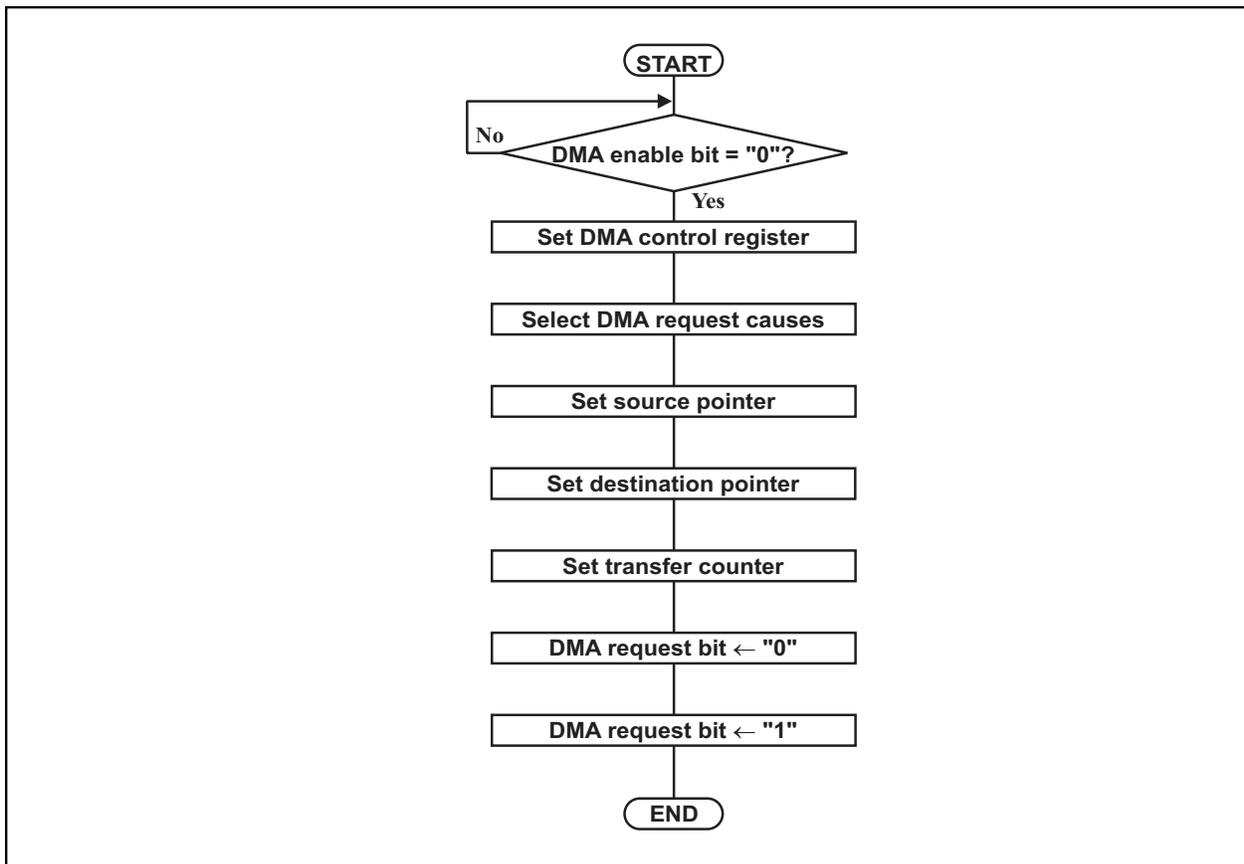 START
No
DMA enable bit = "0"?
Yes
Set DMA control register
Select DMA request causes
Set source pointer
Set destination pointer
Set transfer counter
DMA request bit ← "0"
DMA request bit ← "1"
END